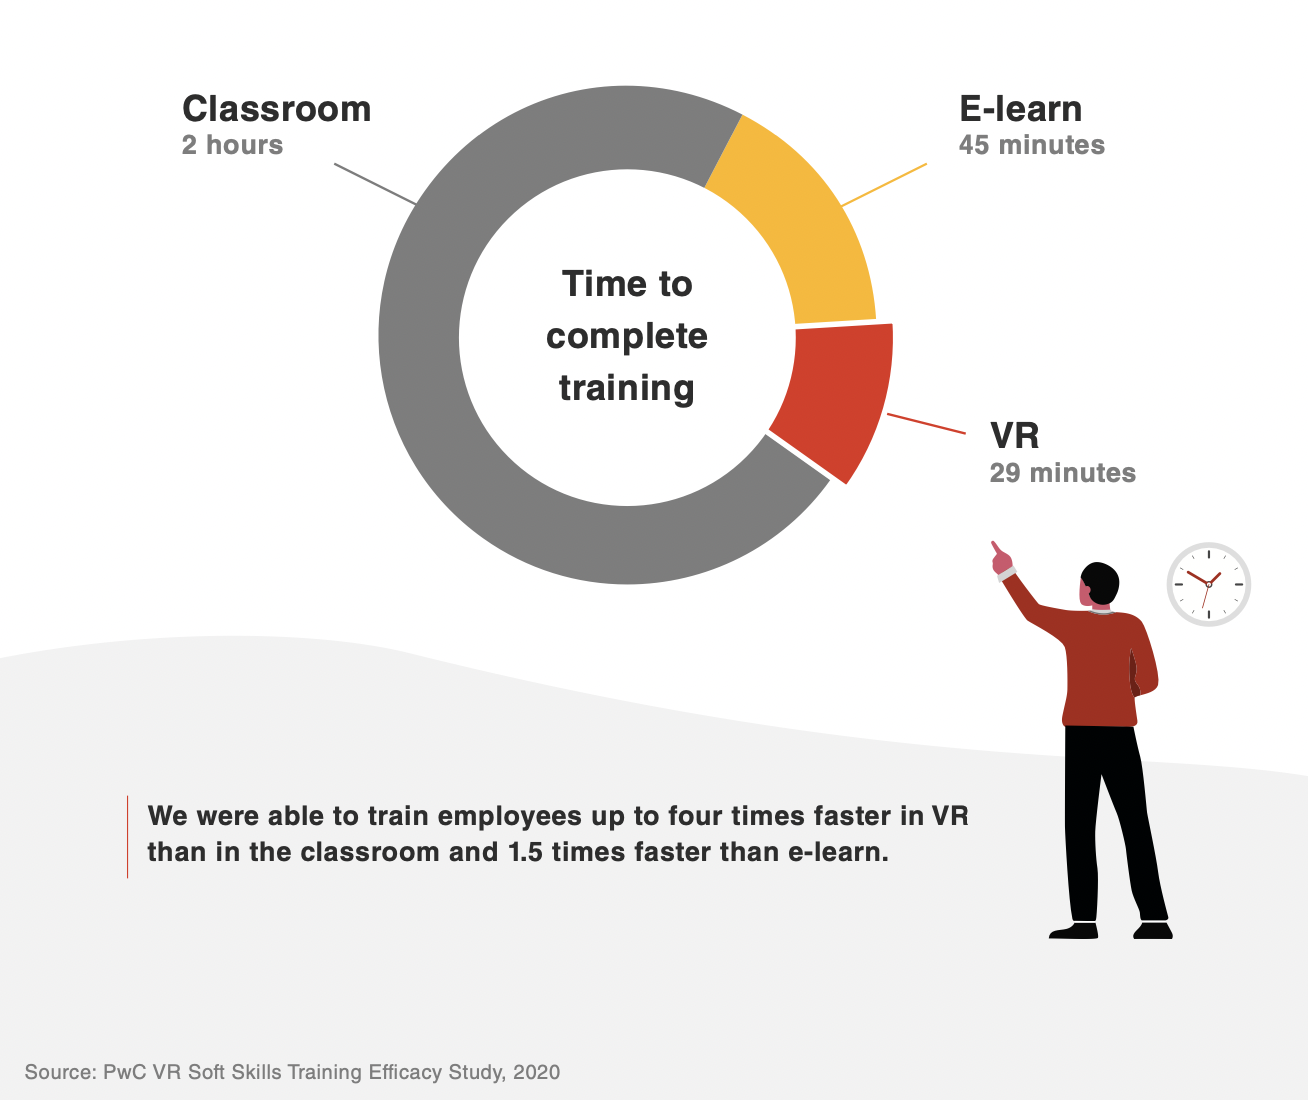 Classroom
2 hours
E-learn
45 minutes
Time to
complete
training
VR
29 minutes
We were able to train employees up to four times faster in VR
than in the classroom and 1.5 times faster than e-learn.
Source: PwC VR Soft Skills Training Efficacy Study, 2020